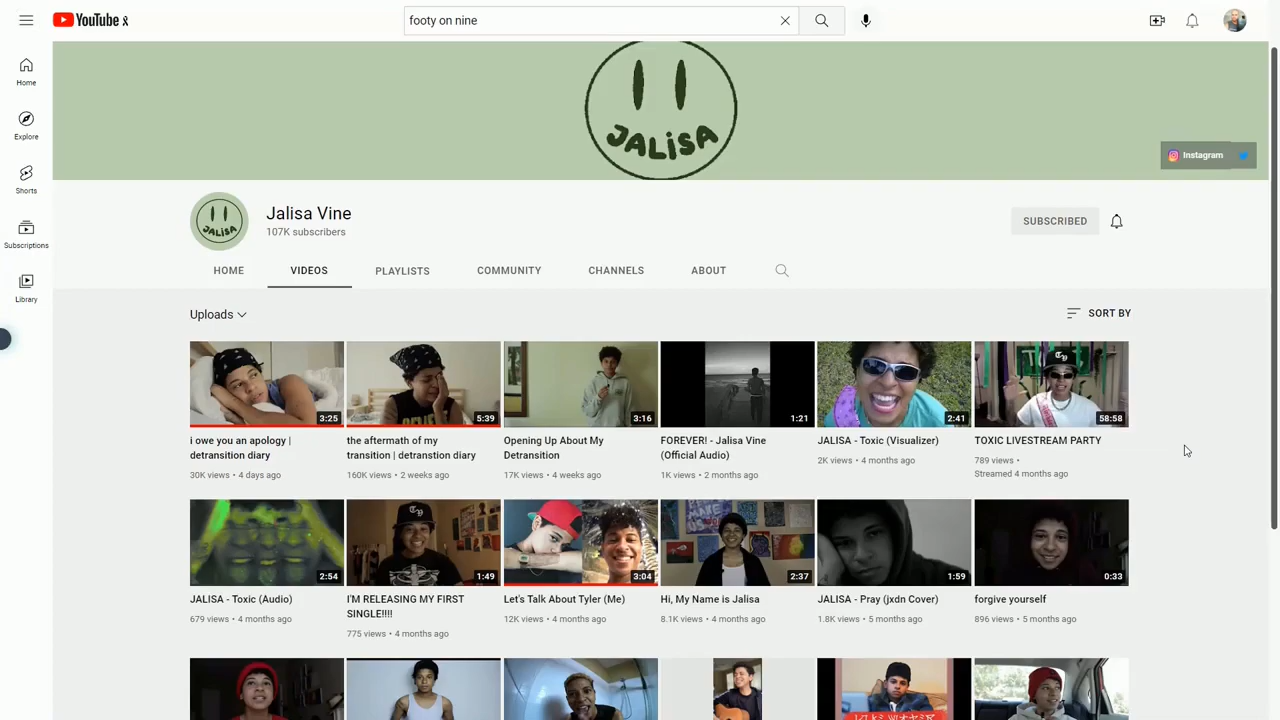 YouTube
footy on nine
Home
Explore
Shorts
Subscriptions
Library
JALiSA
Instagram
JALiSA
Jalisa Vine
107K subscribers
SUBSCRIBED
HOME
VIDEOS
PLAYLISTS
COMMUNITY
CHANNELS
ABOUT
Uploads
SORT BY
3:25
5:39
3:16
1:21
2:41
58:58
i owe you an apology |
detransition diary
30K views • 4 days ago
the aftermath of my
transition | detranstion diary
160K views • 2 weeks ago
Opening Up About My
Detransition
17K views • 4 weeks ago
FOREVER! - Jalisa Vine
(Official Audio)
1K views • 2 months ago
JALISA - Toxic (Visualizer)
2K views • 4 months ago
TOXIC LIVESTREAM PARTY
789 views •
Streamed 4 months ago
2:54
1:49
3:04
2:37
1:59
0:33
JALISA - Toxic (Audio)
679 views • 4 months ago
I'M RELEASING MY FIRST
SINGLE!!!!
775 views • 4 months ago
Let's Talk About Tyler (Me)
12K views • 4 months ago
Hi, My Name is Jalisa
8.1K views • 4 months ago
JALISA - Pray (jxdn Cover)
1.8K views • 5 months ago
forgive yourself
896 views • 5 months ago